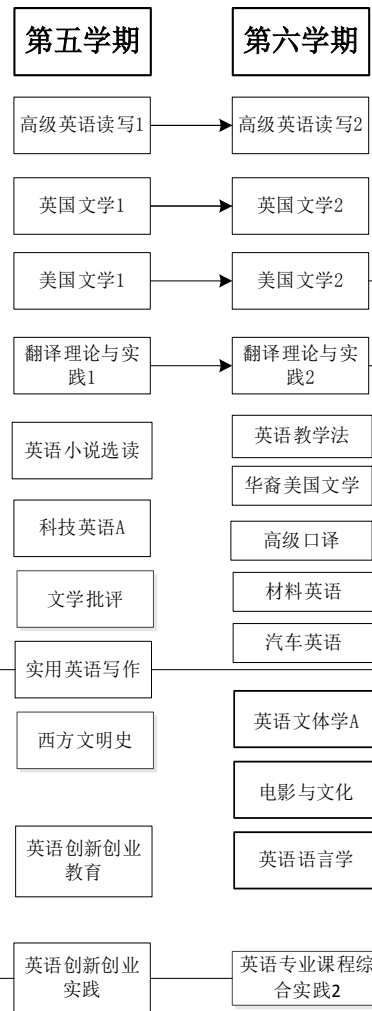 第五学期
第六学期
高级英语读写1
高级英语读写2
英国文学1
英国文学2
美国文学1
美国文学2
翻译理论与实
践1
翻译理论与实
践2
英语小说选读
英语教学法
华裔美国文学
科技英语A
高级口译
文学批评
材料英语
汽车英语
实用英语写作
西方文明史
英语文体学A
电影与文化
英语创新创业
教育
英语语言学
英语创新创业
实践
英语专业课程综
合实践2